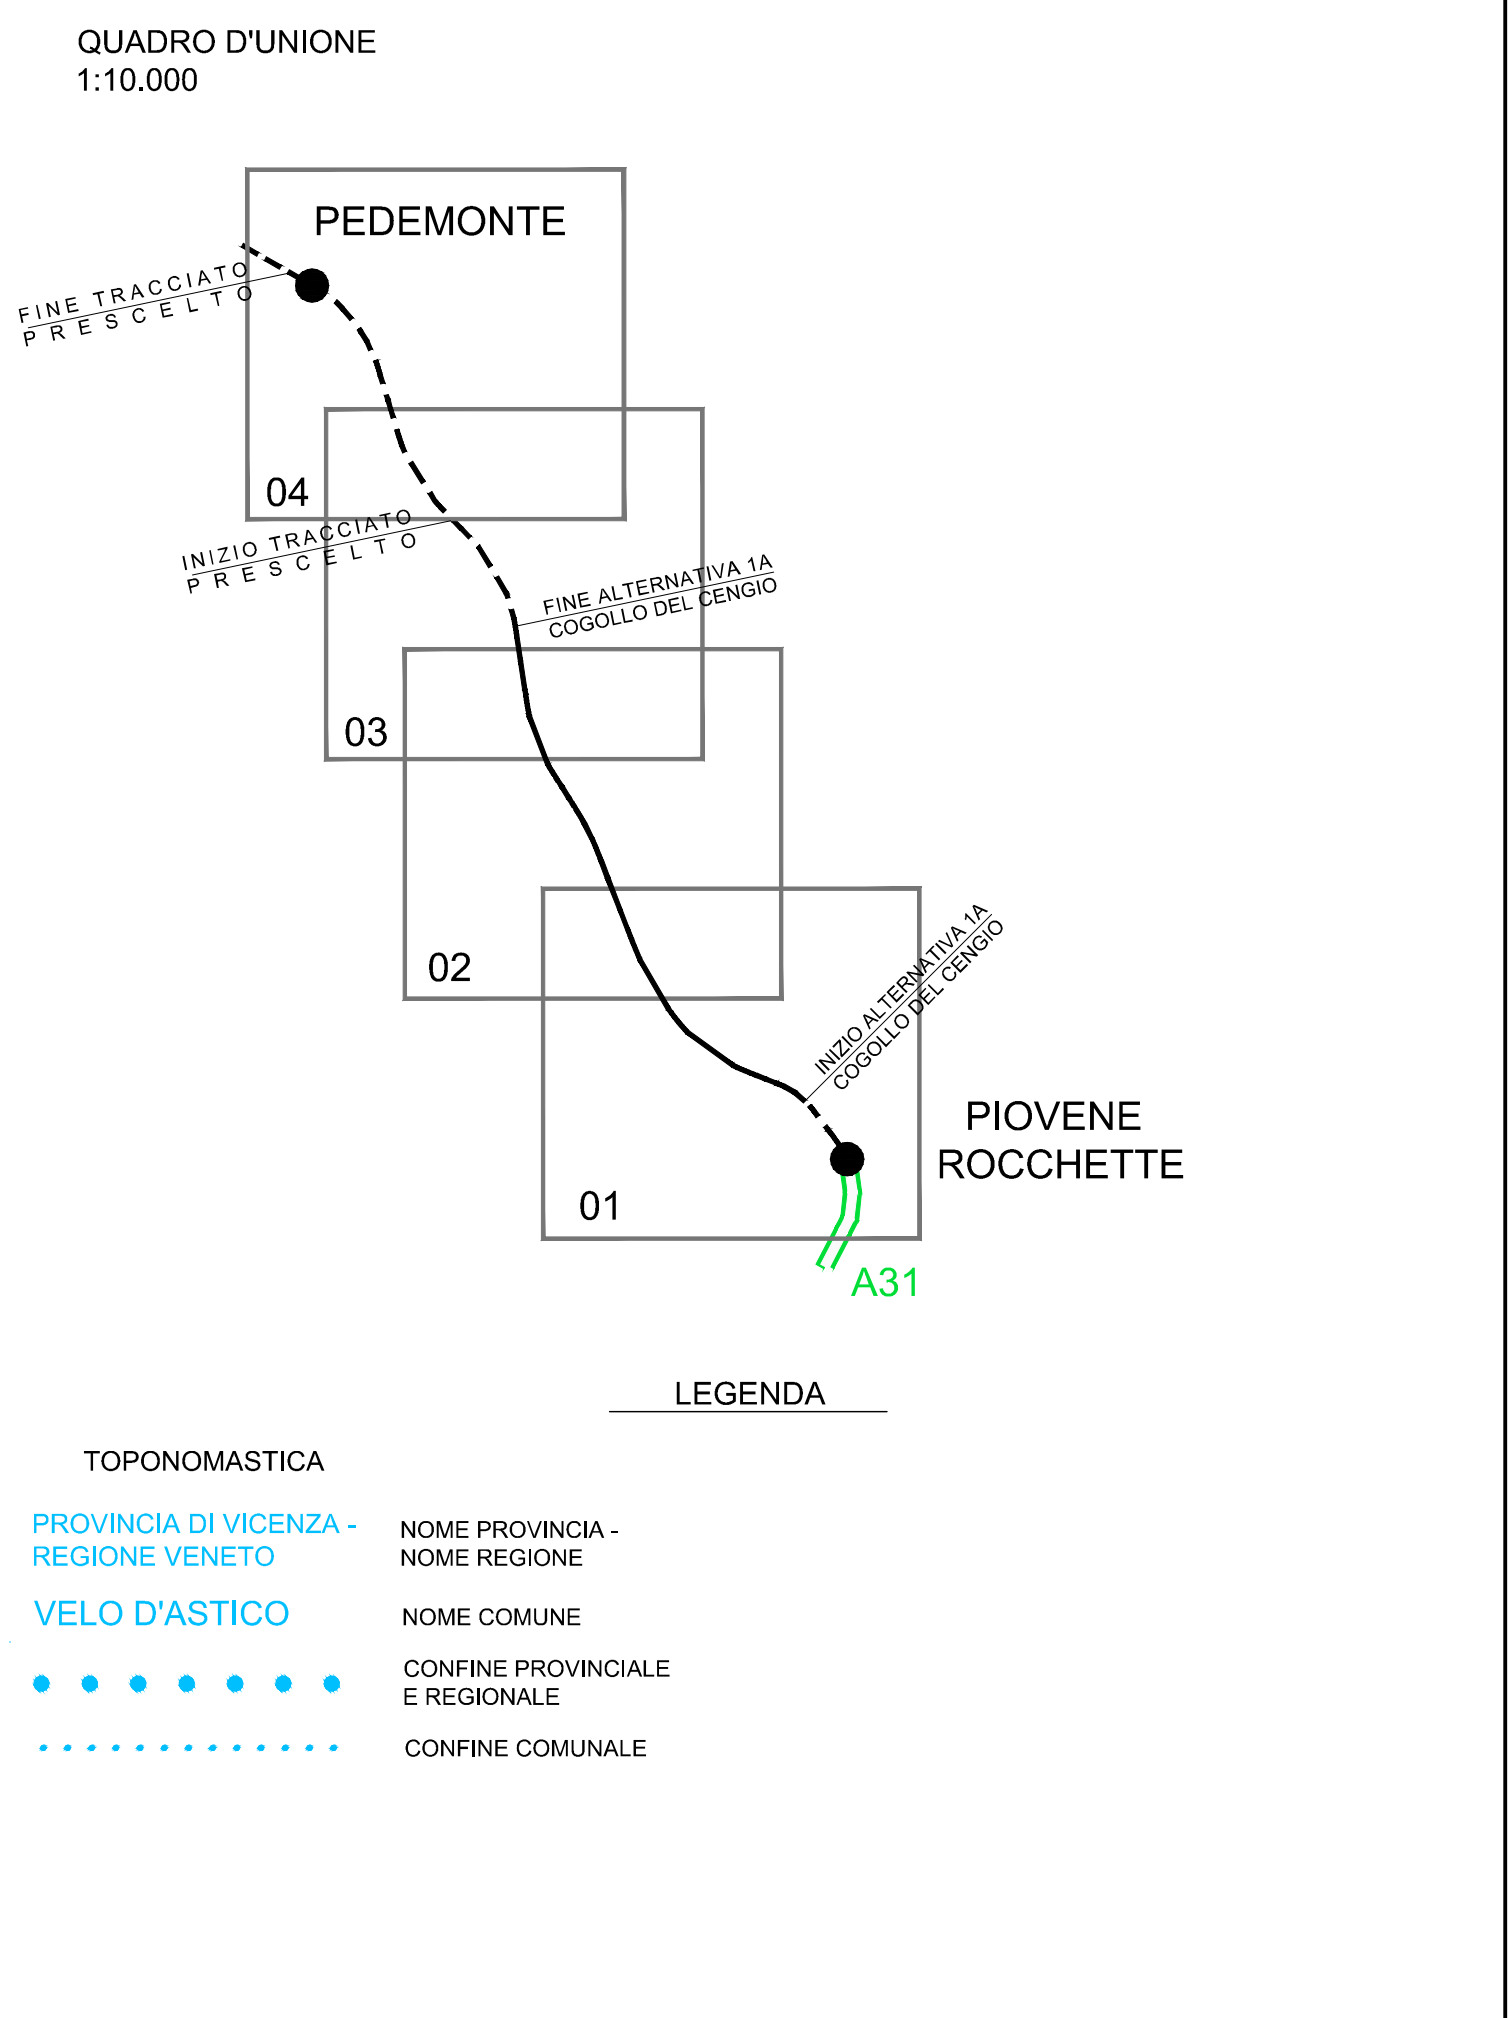 QUADRO D'UNIONE
1:10.000
PEDEMONTE
FINE TRACCIATO
PRESCELTO
04
INIZIO TRACCIATO
PRESCELTO
FINE ALTERNATIVA 1A
COGOLLO DEL CENGIO
03
02
INIZIO ALTERNATIVA 1A
COGOLLO DEL CENGIO
PIOVENE
ROCCHETTE
01
A31
LEGENDA
TOPONOMASTICA
PROVINCIA DI VICENZA -
REGIONE VENETO
NOME PROVINCIA -
NOME REGIONE
VELO D'ASTICO
NOME COMUNE
CONFINE PROVINCIALE
E REGIONALE
CONFINE COMUNALE